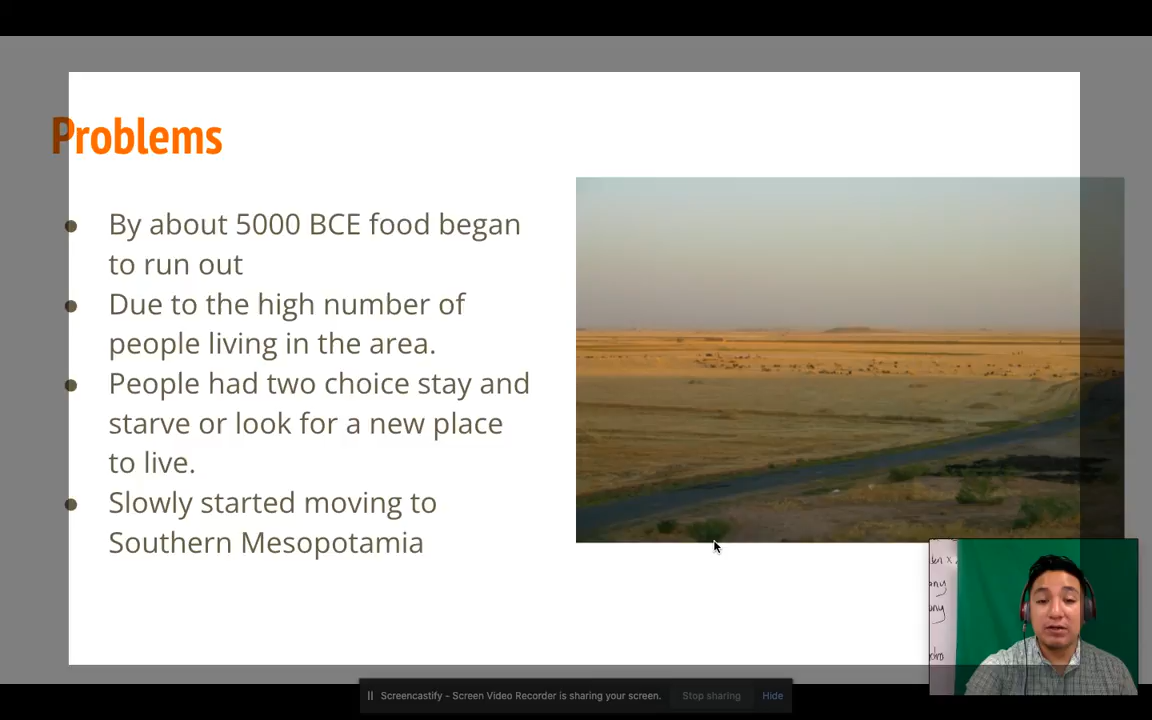 Problems
● By about 5000 BCE food began
to run out
● Due to the high number of
people living in the area.
● People had two choice stay and
starve or look for a new place
to live.
● Slowly started moving to
Southern Mesopotamia
any
Screencastify - Screen Video Recorder is sharing your screen. Stop sharing Hide